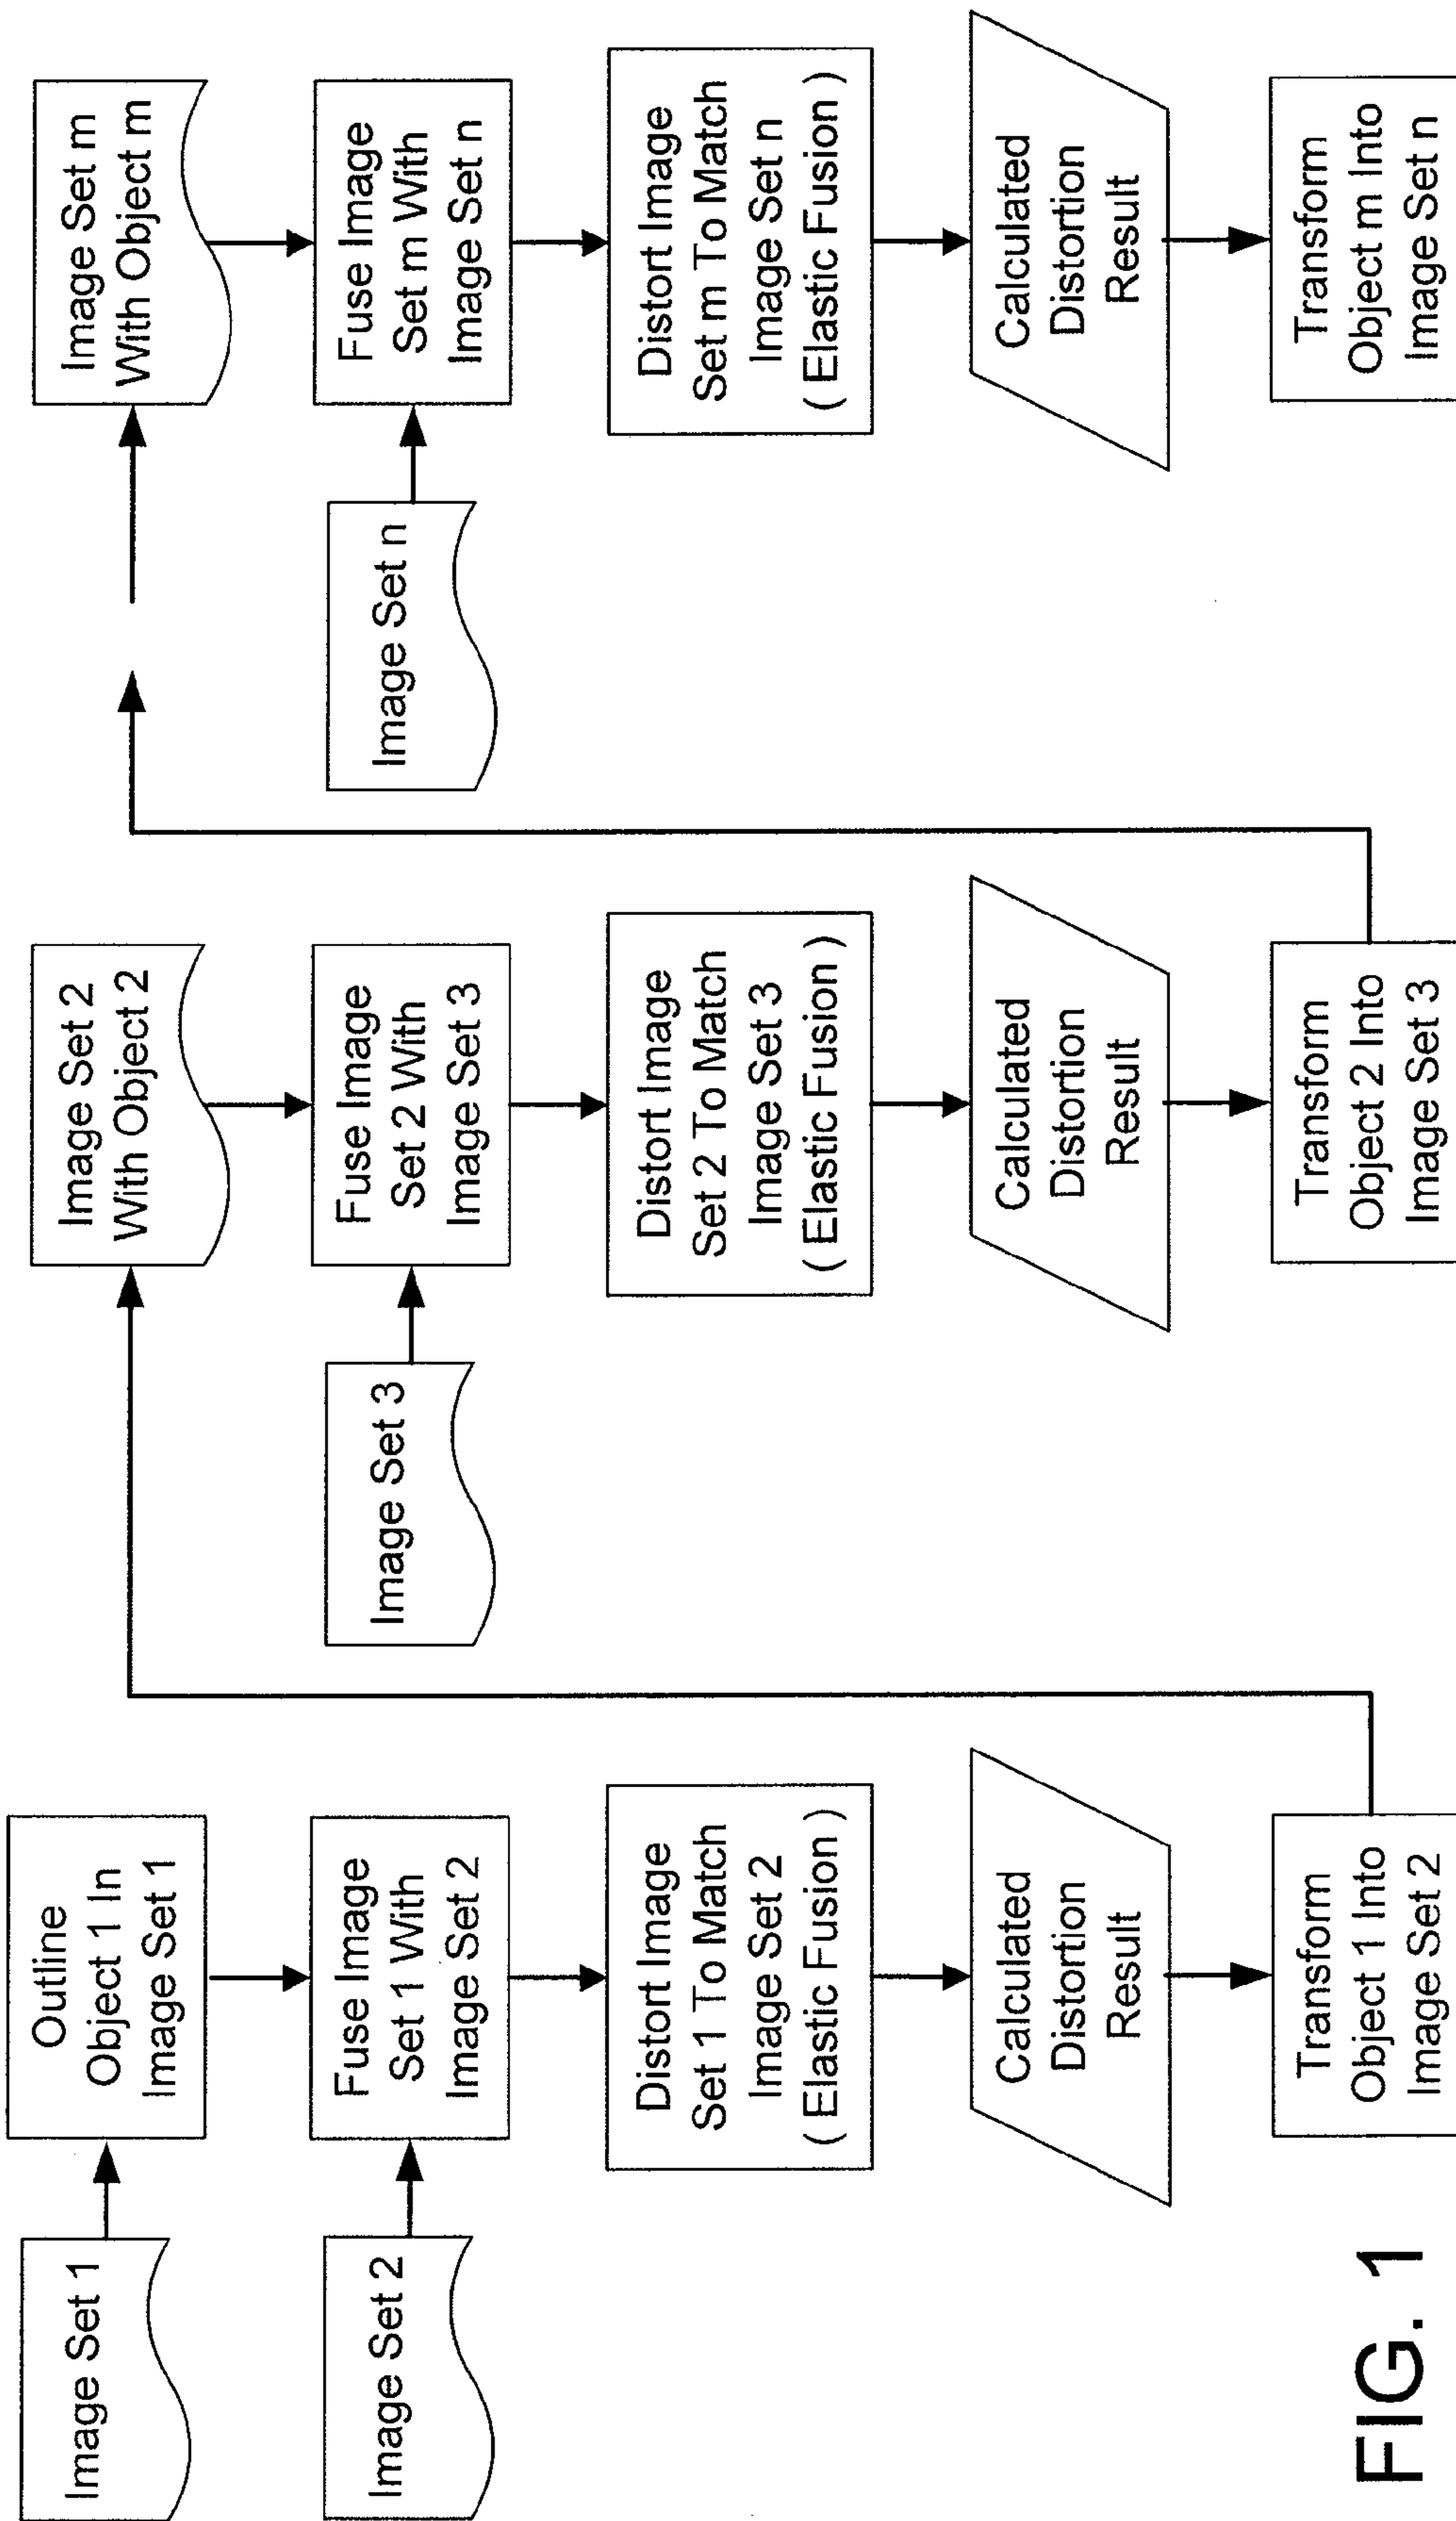 Image Set 1
Outline
Object 1 In
Image Set 1
Image Set 2
Fuse Image
Set 1 With
Image Set 2
Distort Image
Set 1 To Match
Image Set 2
( Elastic Fusion )
Calculated
Distortion
Result
Transform
Object 1 Into
Image Set 2
Image Set 2
With Object 2
Image Set 3
Fuse Image
Set 2 With
Image Set 3
Distort Image
Set 2 To Match
Image Set 3
( Elastic Fusion )
Calculated
Distortion
Result
Transform
Object 2 Into
Image Set 3
Image Set m
With Object m
Image Set n
Fuse Image
Set m With
Image Set n
Distort Image
Set m To Match
Image Set n
( Elastic Fusion )
Calculated
Distortion
Result
Transform
Object m Into
Image Set n
FIG. 1